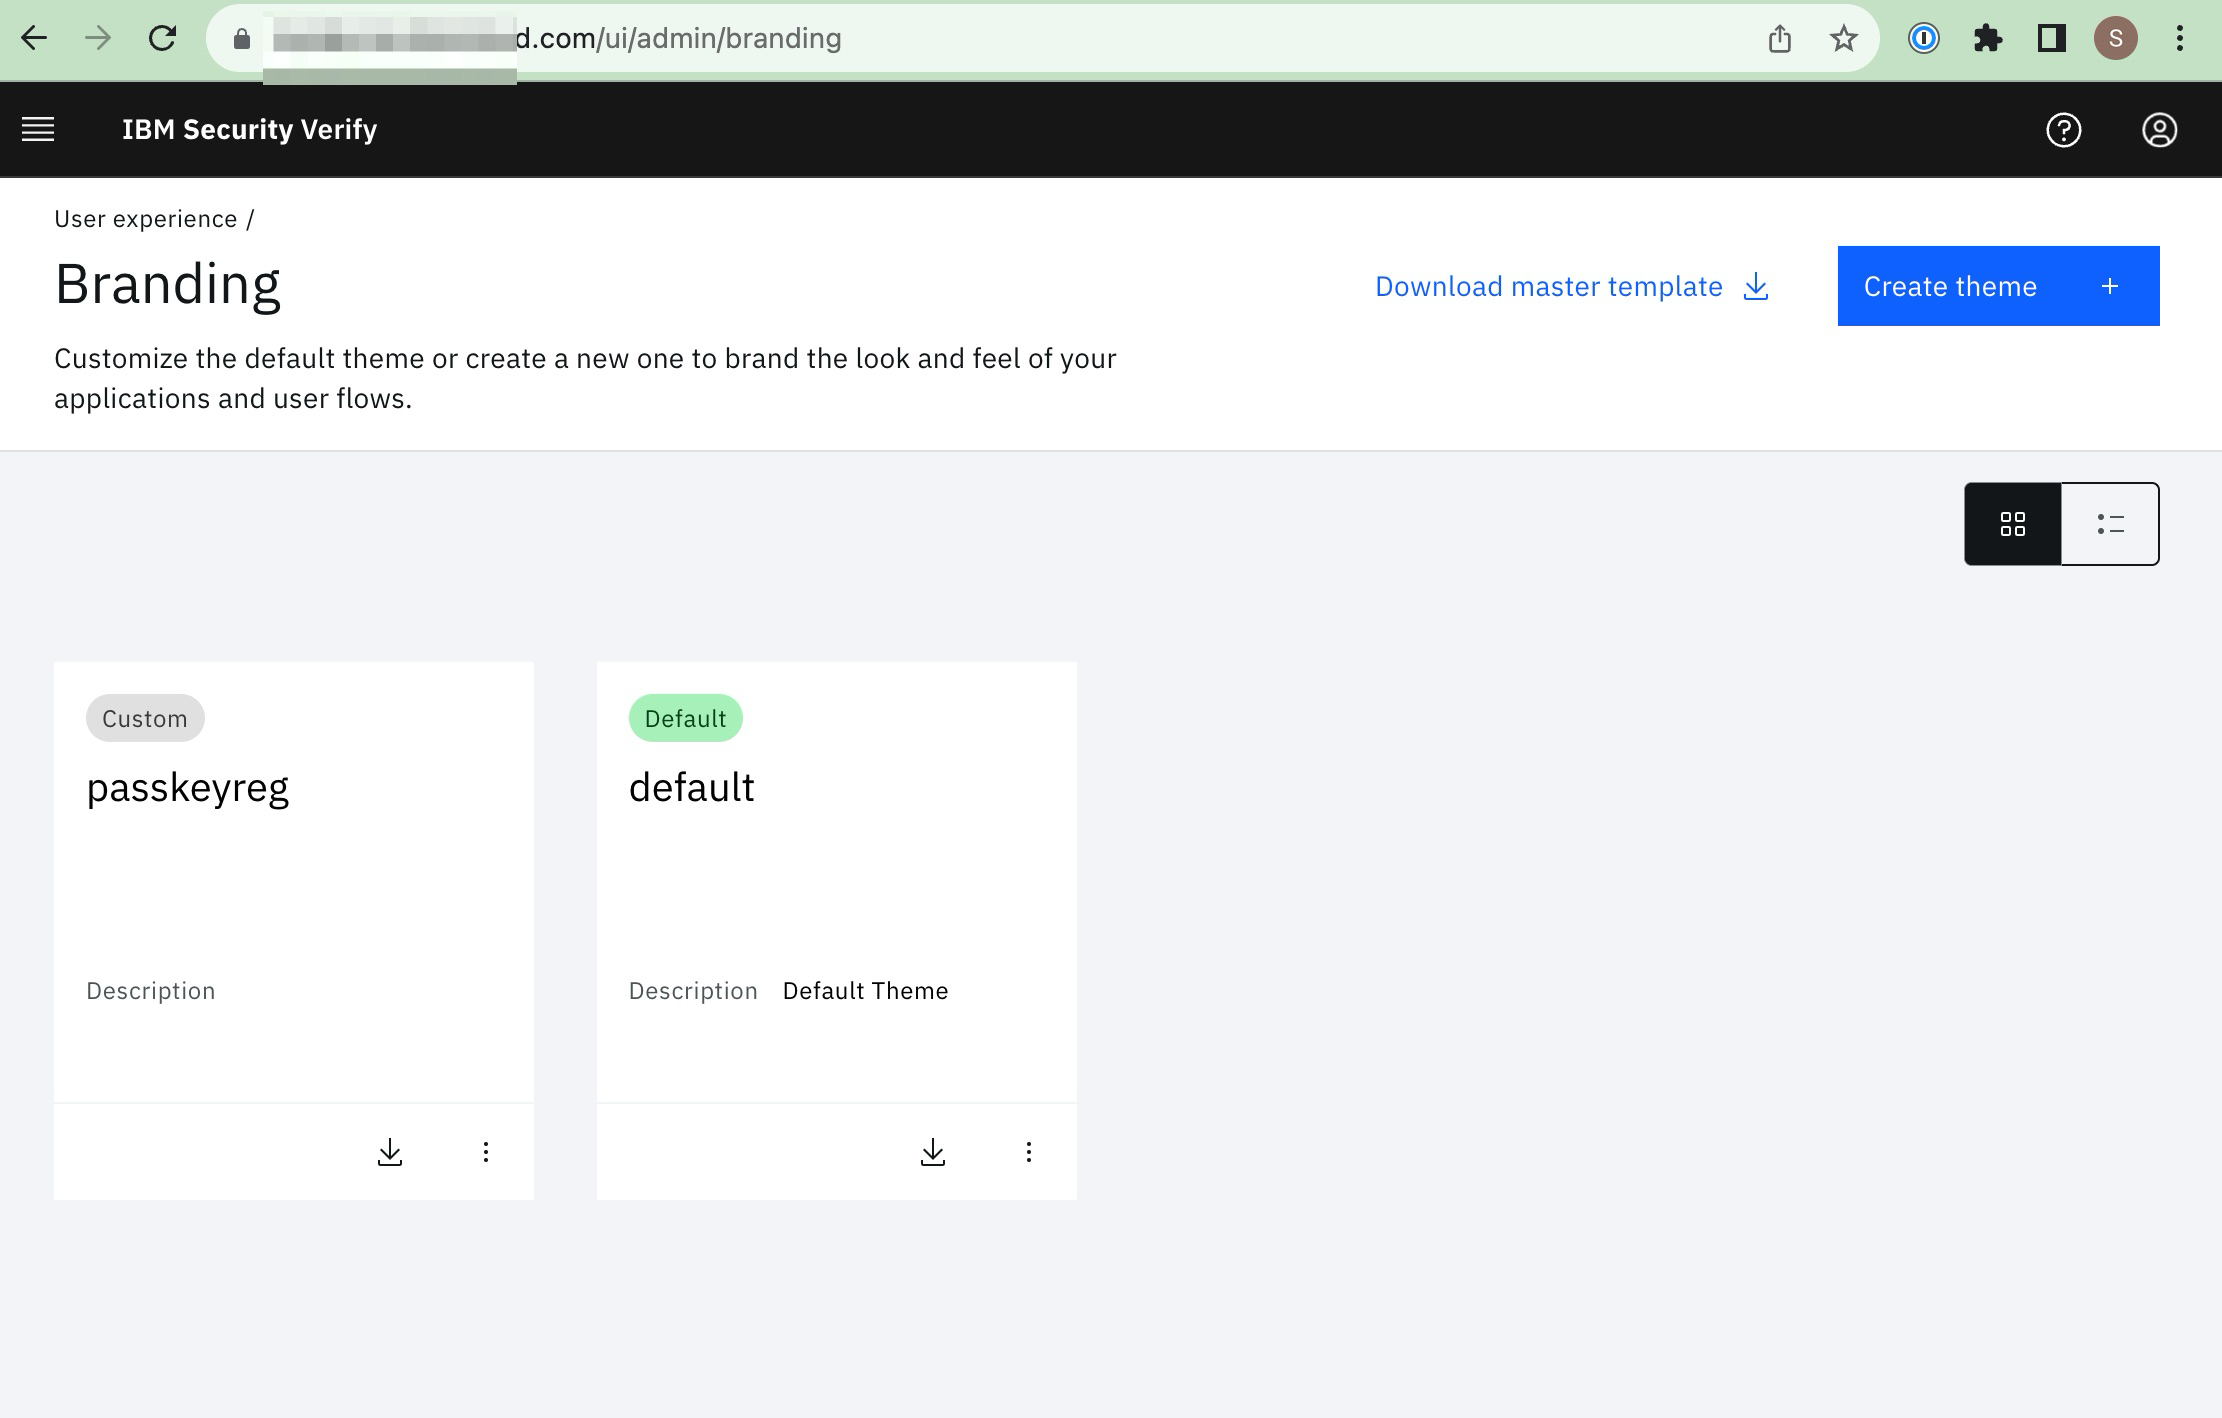 d.com/ui/admin/branding
S
IBM Security Verify
User experience /
Branding
Download master template
Create theme +
Customize the default theme or create a new one to brand the look and feel of your
applications and user flows.
Custom
passkeyreg
Description
Default
default
Description Default Theme